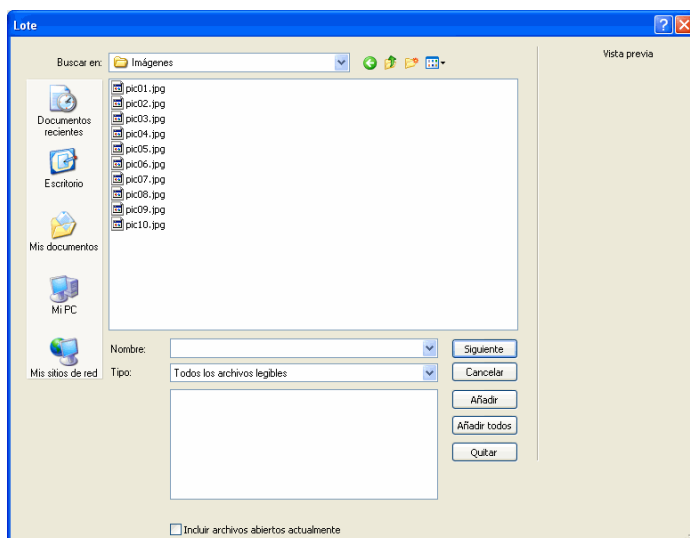 Lote
Buscar en:
Imágenes
Vista previa
Documentos
recientes
Escritorio
Mis documentos
Mi PC
Mis sitios de red
pic01.jpg
pic02.jpg
pic03.jpg
pic04.jpg
pic05.jpg
pic06.jpg
pic07.jpg
pic08.jpg
pic09.jpg
pic10.jpg
Nombre:
Siguiente
Tipo:
Todos los archivos legibles
Cancelar
Añadir
Añadir todos
Quitar
Incluir archivos abiertos actualmente